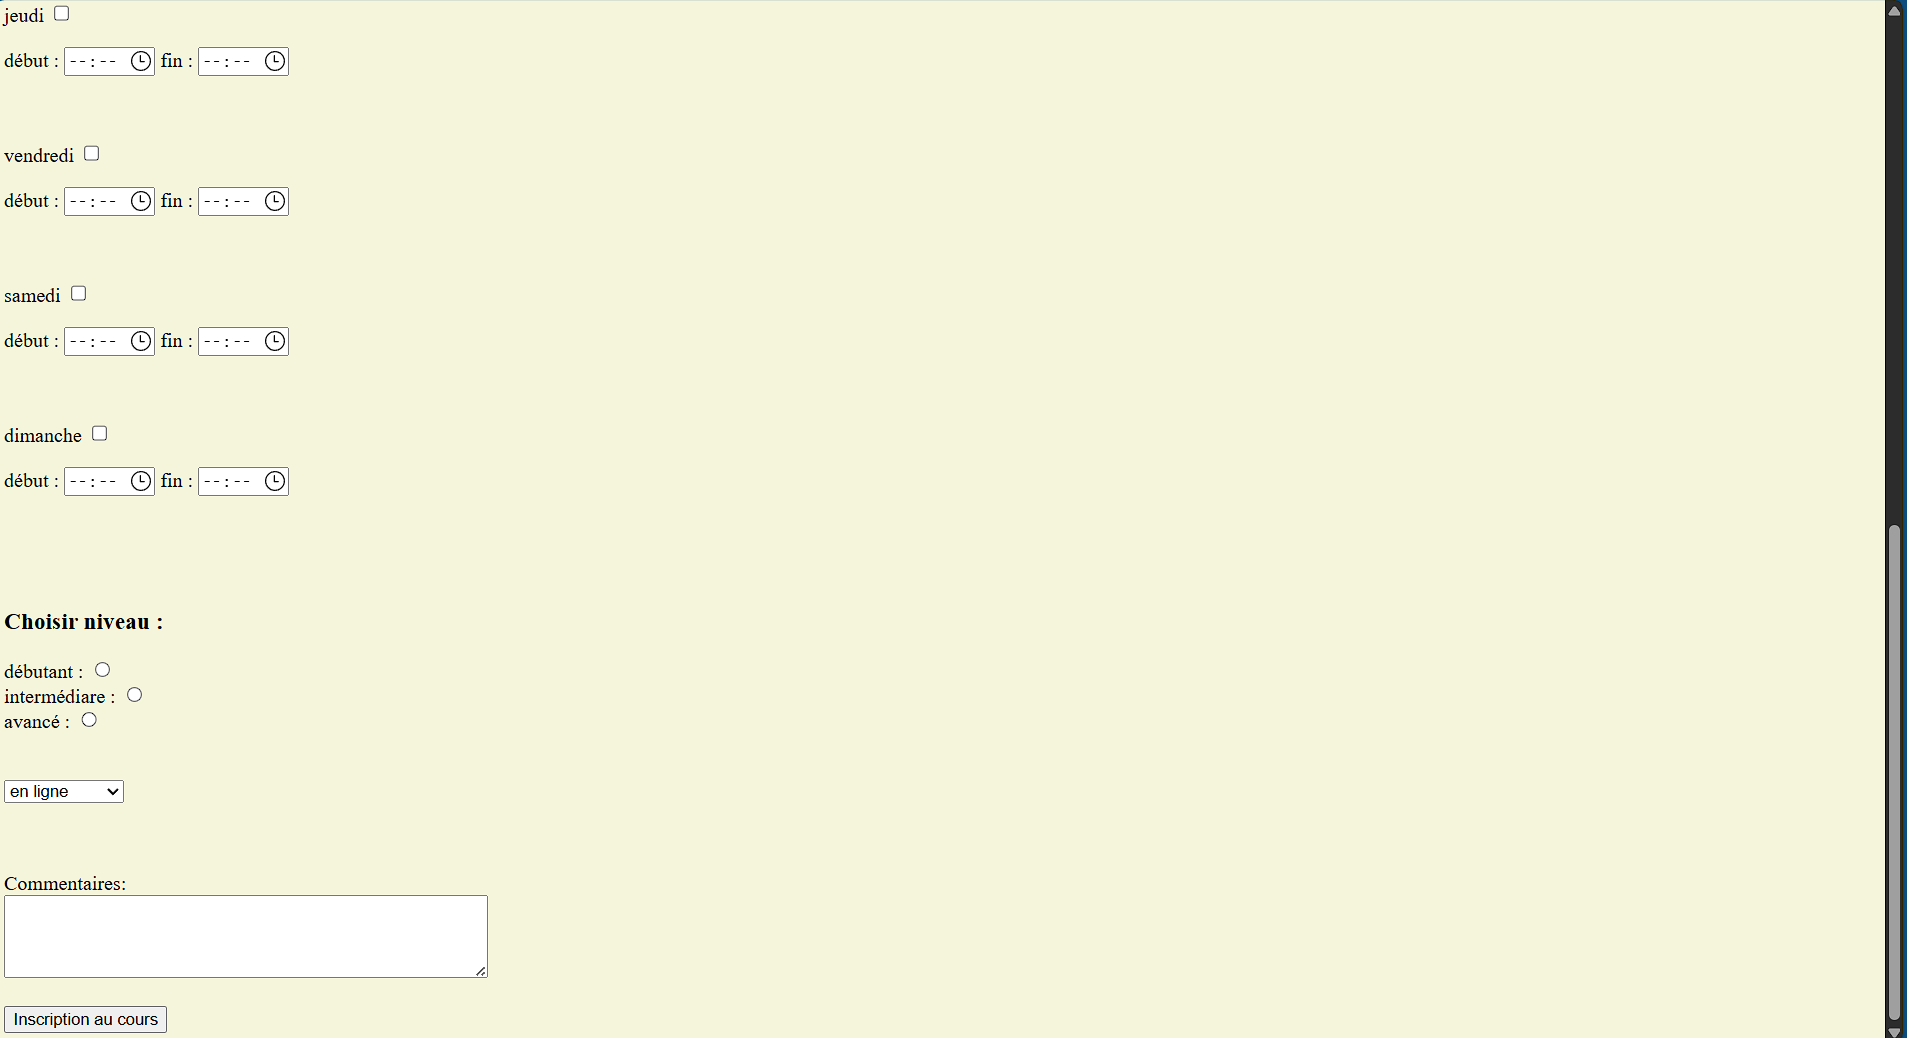 jeudi
début : --:-- fin : --:--
vendredi
début : --:-- fin : --:--
samedi
début : --:-- fin : --:--
dimanche
début : --:-- fin : --:--
Choisir niveau :
débutant :
intermédiare :
avancé :
en ligne
Commentaires:
Inscription au cours